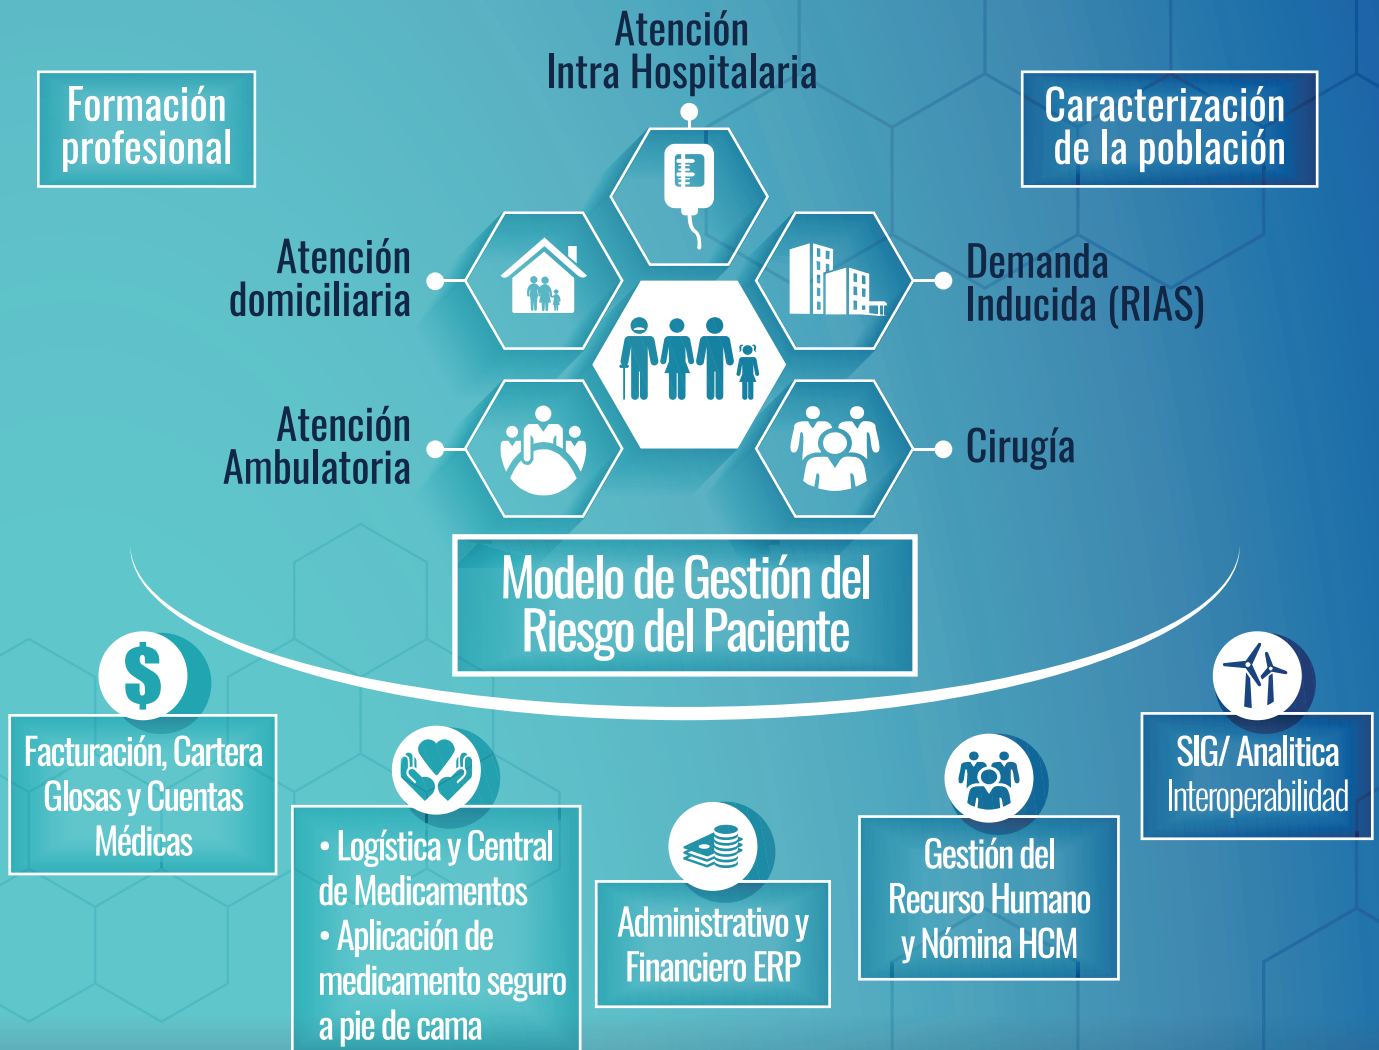 Atención
Intra Hospitalaria
Formación
profesional
Caracterización
de la población
Atención
domiciliaria
Demanda
Inducida (RIAS)
Atención
Ambulatoria
Cirugía
Modelo de Gestión del
Riesgo del Paciente
$
Facturación, Cartera
Glosas y Cuentas
Médicas
• Logística y Central
de Medicamentos
• Aplicación de
medicamento seguro
a pie de cama
Administrativo y
Financiero ERP
Gestión del
Recurso Humano
y Nómina HCM
SIG/ Analitica
Interoperabilidad